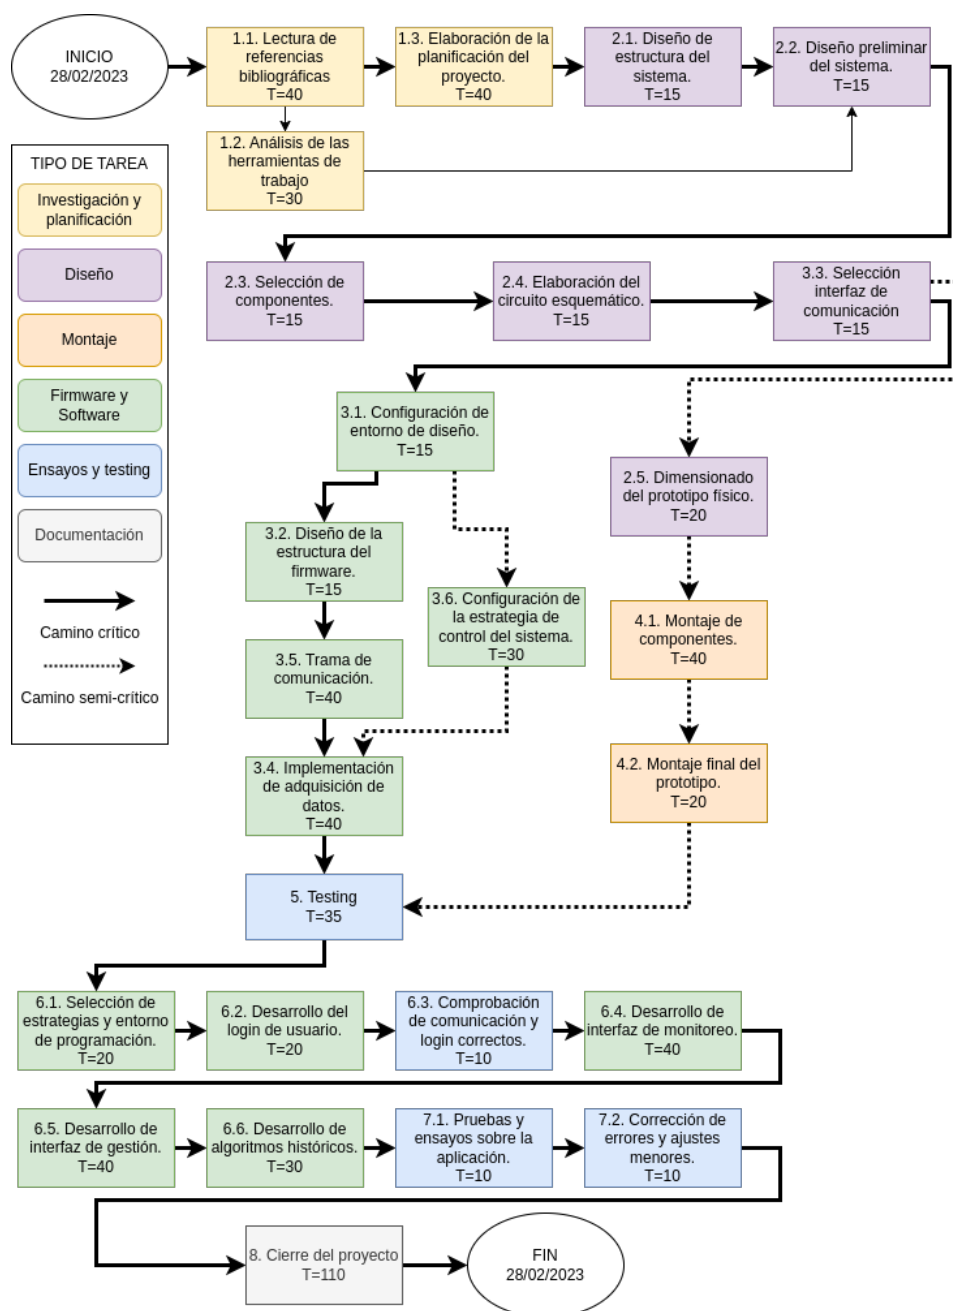 INICIO
28/02/2023
1.1. Lectura de
referencias
bibliográficas
T=40
1.3. Elaboración de la
planificación del
proyecto.
T=40
2.1. Diseño de
estructura del
sistema.
T=15
2.2. Diseño preliminar
del sistema.
T=15
1.2. Análisis de las
herramientas de
trabajo
T=30
TIPO DE TAREA
Investigación y
planificación
Diseño
Montaje
Firmware y
Software
Ensayos y testing
Documentación
Camino crítico
Camino semi-crítico
2.3. Selección de
componentes.
T=15
2.4. Elaboración del
circuito esquemático.
T=15
3.3. Selección
interfaz de
comunicación
T=15
3.1. Configuración de
entorno de diseño.
T=15
2.5. Dimensionado
del prototipo físico.
T=20
3.2. Diseño de la
estructura del
firmware.
T=15
3.6. Configuración de
la estrategia de
control del sistema.
T=30
4.1. Montaje de
componentes.
T=40
3.5. Trama de
comunicación.
T=40
3.4. Implementación
de adquisición de
datos.
T=40
4.2. Montaje final del
prototipo.
T=20
5. Testing
T=35
6.1. Selección de
estrategias y entorno
de programación.
T=20
6.2. Desarrollo del
login de usuario.
T=20
6.3. Comprobación
de comunicación y
login correctos.
T=10
6.4. Desarrollo de
interfaz de monitoreo.
T=40
6.5. Desarrollo de
interfaz de gestión.
T=40
6.6. Desarrollo de
algoritmos históricos.
T=30
7.1. Pruebas y
ensayos sobre la
aplicación.
T=10
7.2. Corrección de
errores y ajustes
menores.
T=10
8. Cierre del proyecto
T=110
FIN
28/02/2023